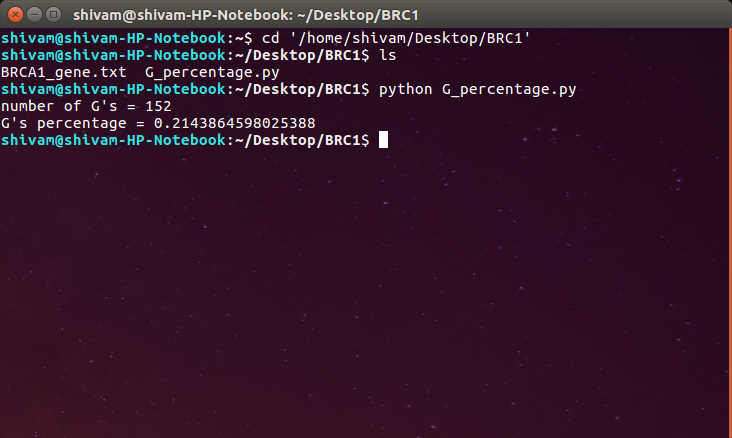 shivam@shivam-HP-Notebook: ~/Desktop/BRC1
shivam@shivam-HP-Notebook:~$ cd '/home/shivam/Desktop/BRC1'
shivam@shivam-HP-Notebook:~/Desktop/BRC1$ ls
BRCA1_gene.txt  G_percentage.py
shivam@shivam-HP-Notebook:~/Desktop/BRC1$ python G_percentage.py
number of G's = 152
G's percentage = 0.2143864598025388
shivam@shivam-HP-Notebook:~/Desktop/BRC1$